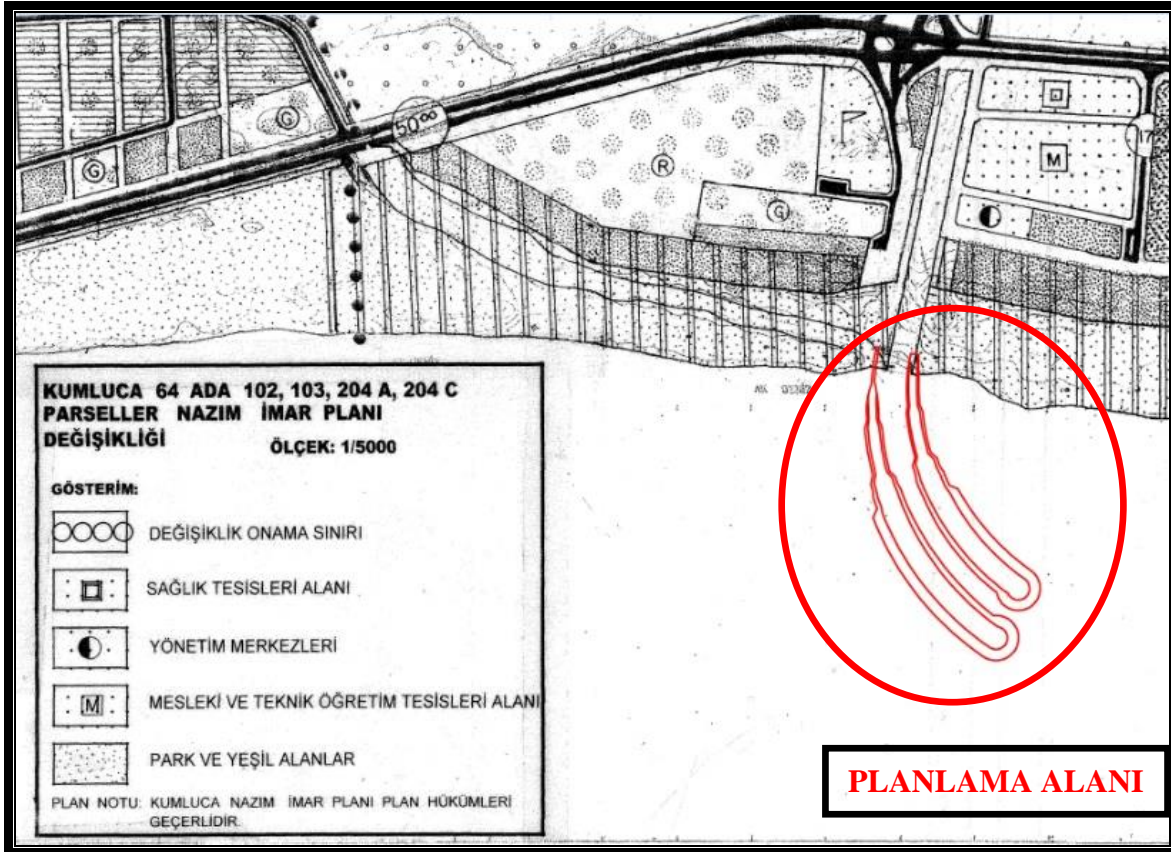 G
50⁰⁰
G
R
G
M
17
KUMLUCA 64 ADA 102, 103, 204 A, 204 C
PARSELLER NAZIM İMAR PLANI
DEĞİŞİKLİĞİ ÖLÇEK: 1/5000
GÖSTERİM:
DEĞİŞİKLİK ONAMA SINIRI
SAĞLIK TESİSLERİ ALANI
YÖNETİM MERKEZLERİ
M MESLEKİ VE TEKNİK ÖĞRETİM TESİSLERİ ALANI
PARK VE YEŞİL ALANLAR
PLAN NOTU: KUMLUCA NAZIM İMAR PLANI PLAN HÜKÜMLERİ
GEÇERLİDİR.
PLANLAMA ALANI